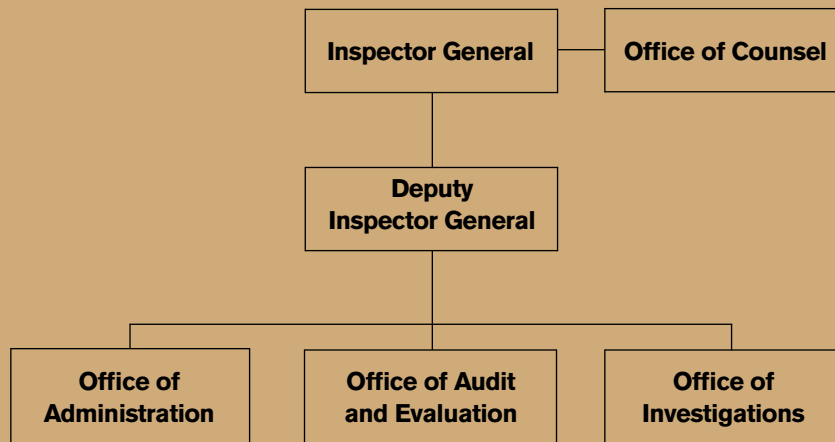 Inspector General
Office of Counsel
Deputy
Inspector General
Office of
Administration
Office of Audit
and Evaluation
Office of
Investigations